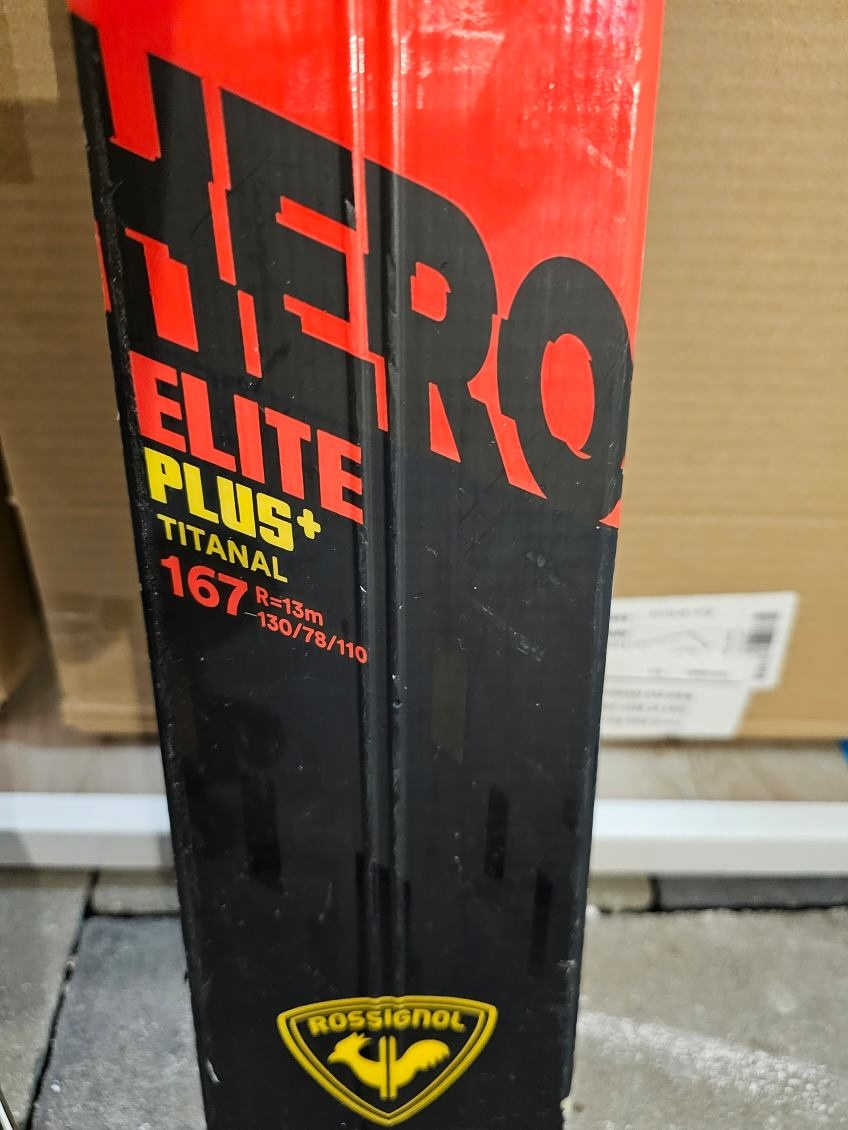 HERO
ELITE
PLUS+
TITANAL
167 R=13m
130/78/110
ROSSIGNOL